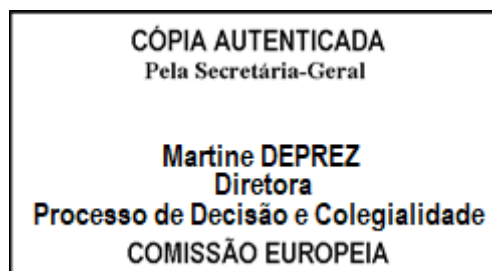 CÓPIA AUTENTICADA
Pela Secretária-Geral
Martine DEPREZ
Diretora
Processo de Decisão e Colegialidade
COMISSÃO EUROPEIA